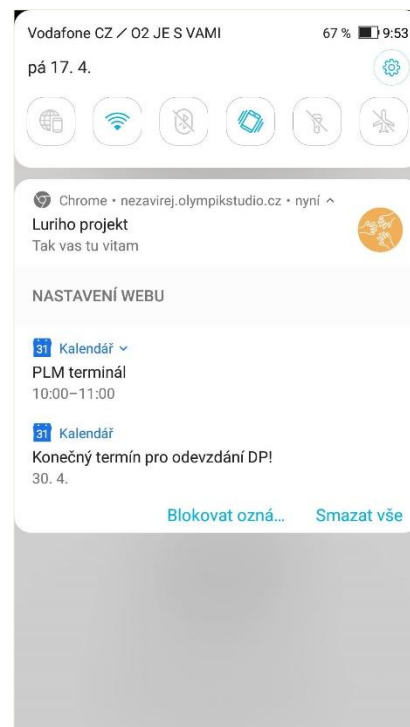 Vodafone CZ / O2 JE S VAMI 67 % 9:53
pá 17. 4.
Chrome • nezavirej.olympikstudio.cz • nyní
Luriho projekt
Tak vas tu vitam
NASTAVENÍ WEBU
31 Kalendář
PLM terminál
10:00–11:00
31 Kalendář
Konečný termín pro odevzdání DP!
30. 4.
Blokovat ozná... Smazat vše